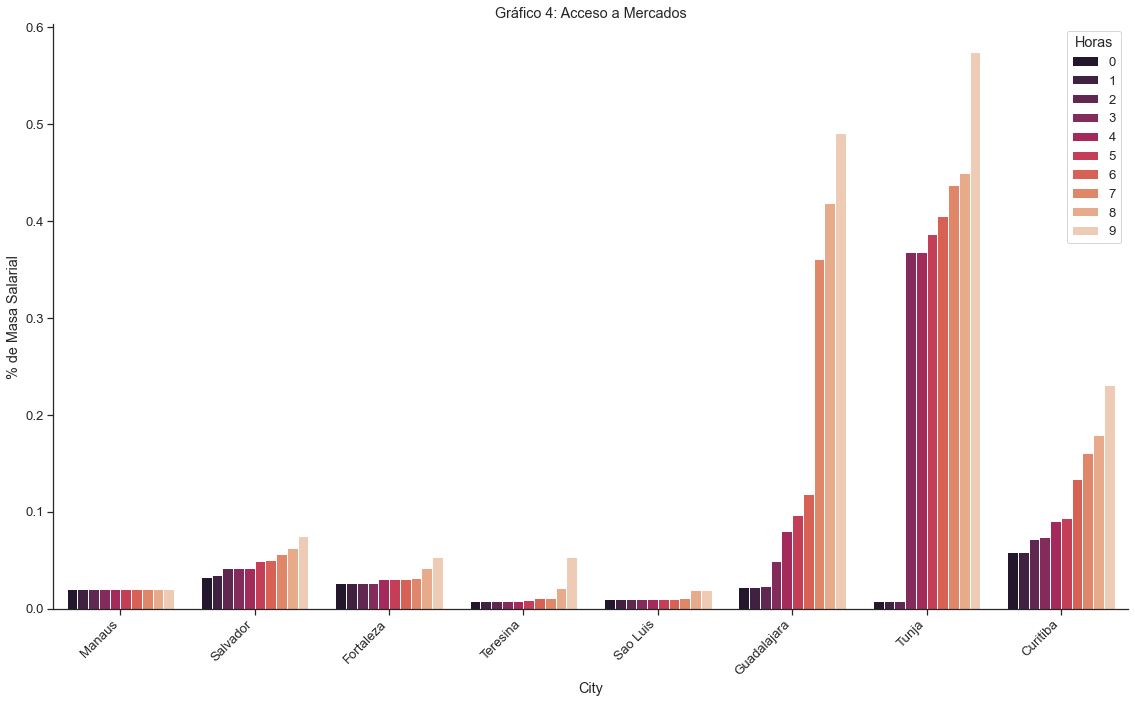 Gráfico 4: Acceso a Mercados
0.6
0.5
0.4
0.3
0.2
0.1
0.0
% de Masa Salarial
Horas
0
1
2
3
4
5
6
7
8
9
Manaus
Salvador
Fortaleza
Teresina
Sao Luis
Guadalajara
Tunja
Curitiba
City